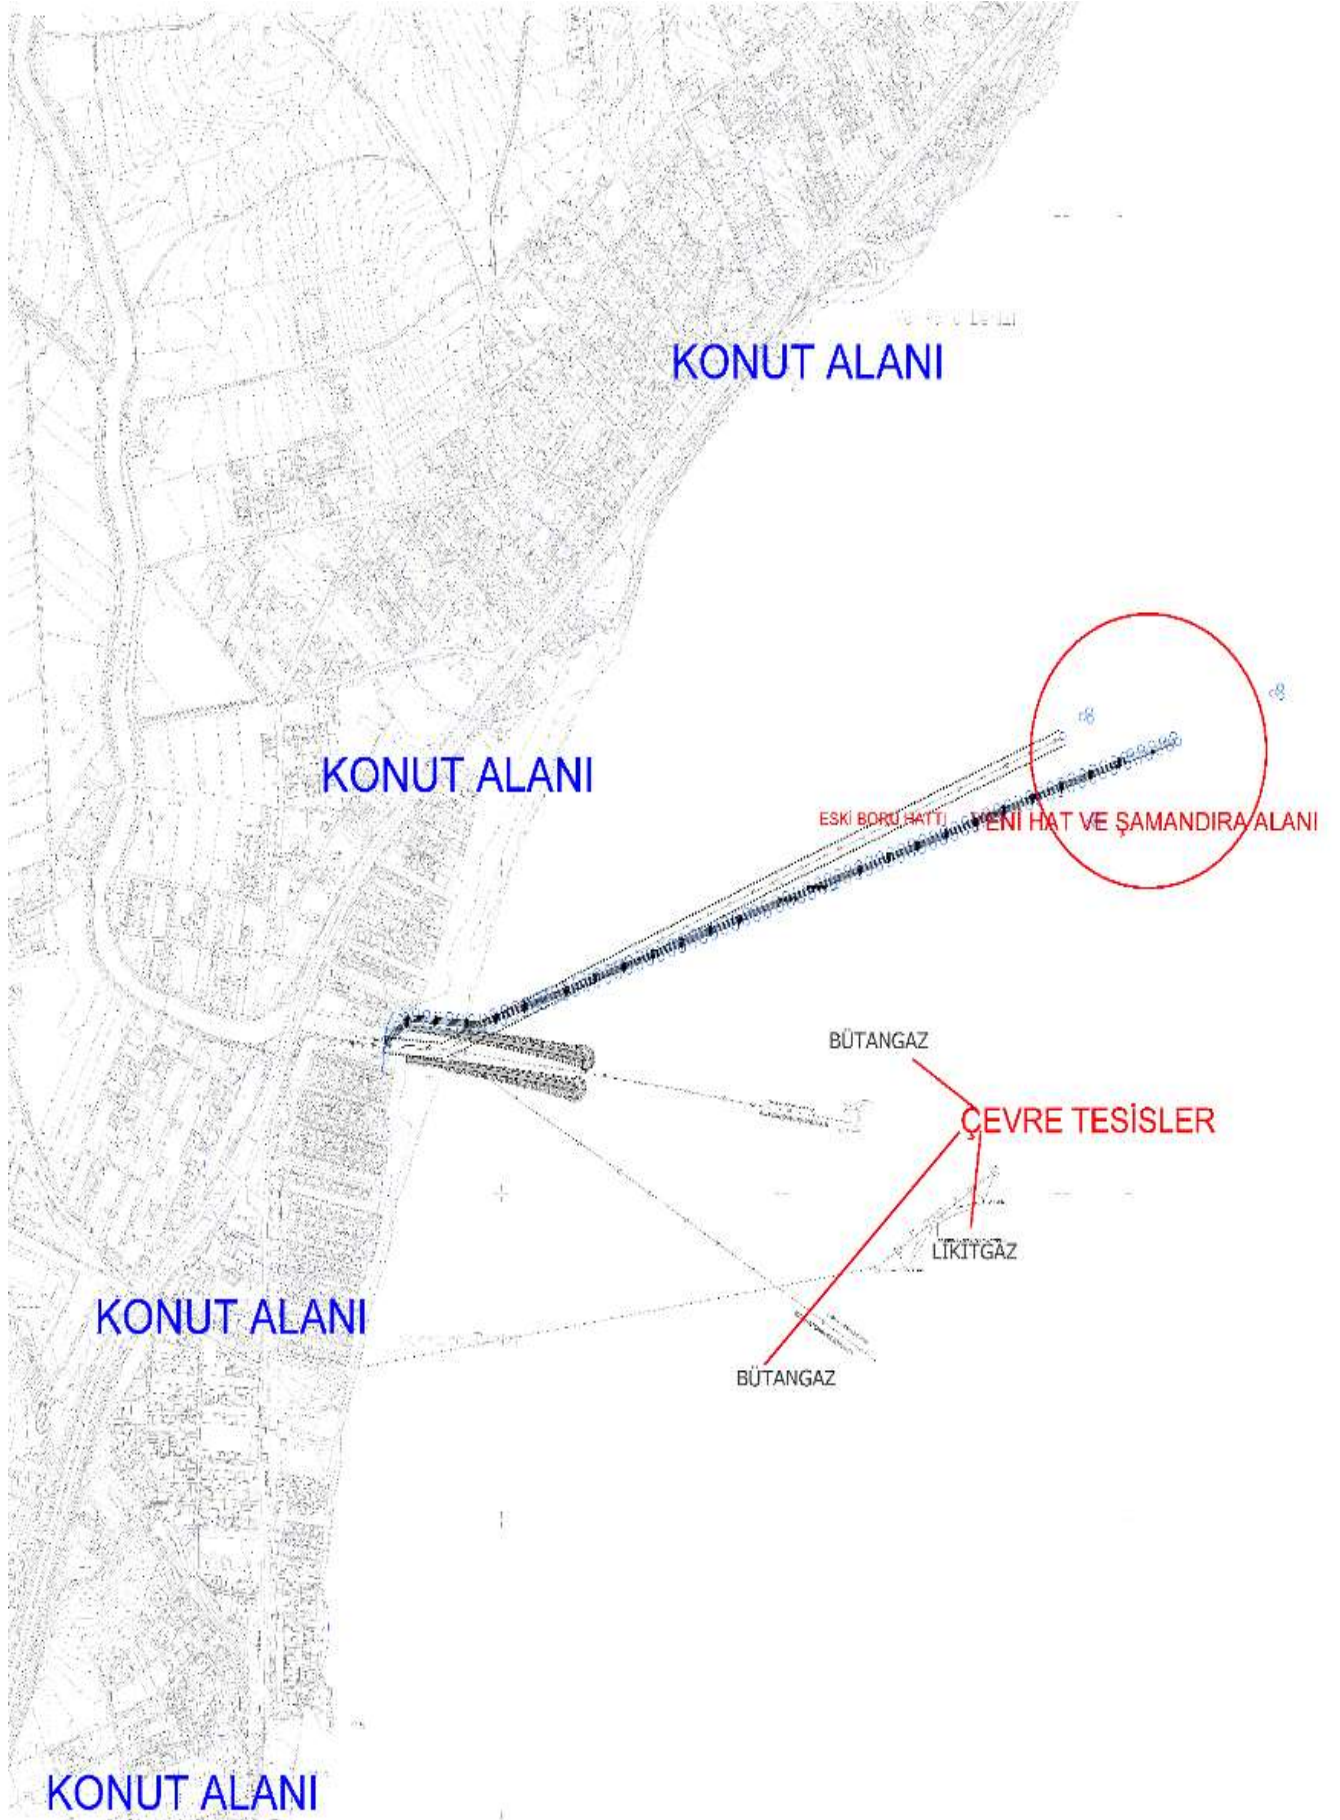 KONUT ALANI
KONUT ALANI
ESKİ BORU HATTI
YENİ HAT VE ŞAMANDIRA ALANI
BÜTANGAZ
ÇEVRE TESİSLER
LİKİTGAZ
KONUT ALANI
BÜTANGAZ
KONUT ALANI